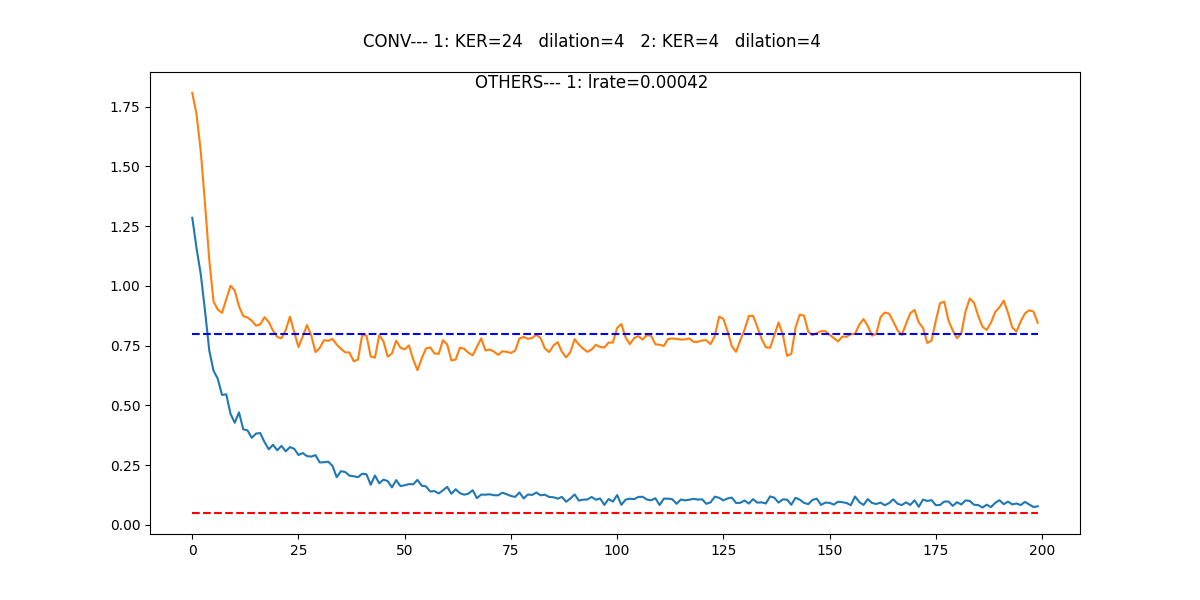 CONV--- 1: KER=24   dilation=4   2: KER=4   dilation=4
OTHERS--- 1: lrate=0.00042
1.75
1.50
1.25
1.00
0.75
0.50
0.25
0.00
0 25 50 75 100 125 150 175 200